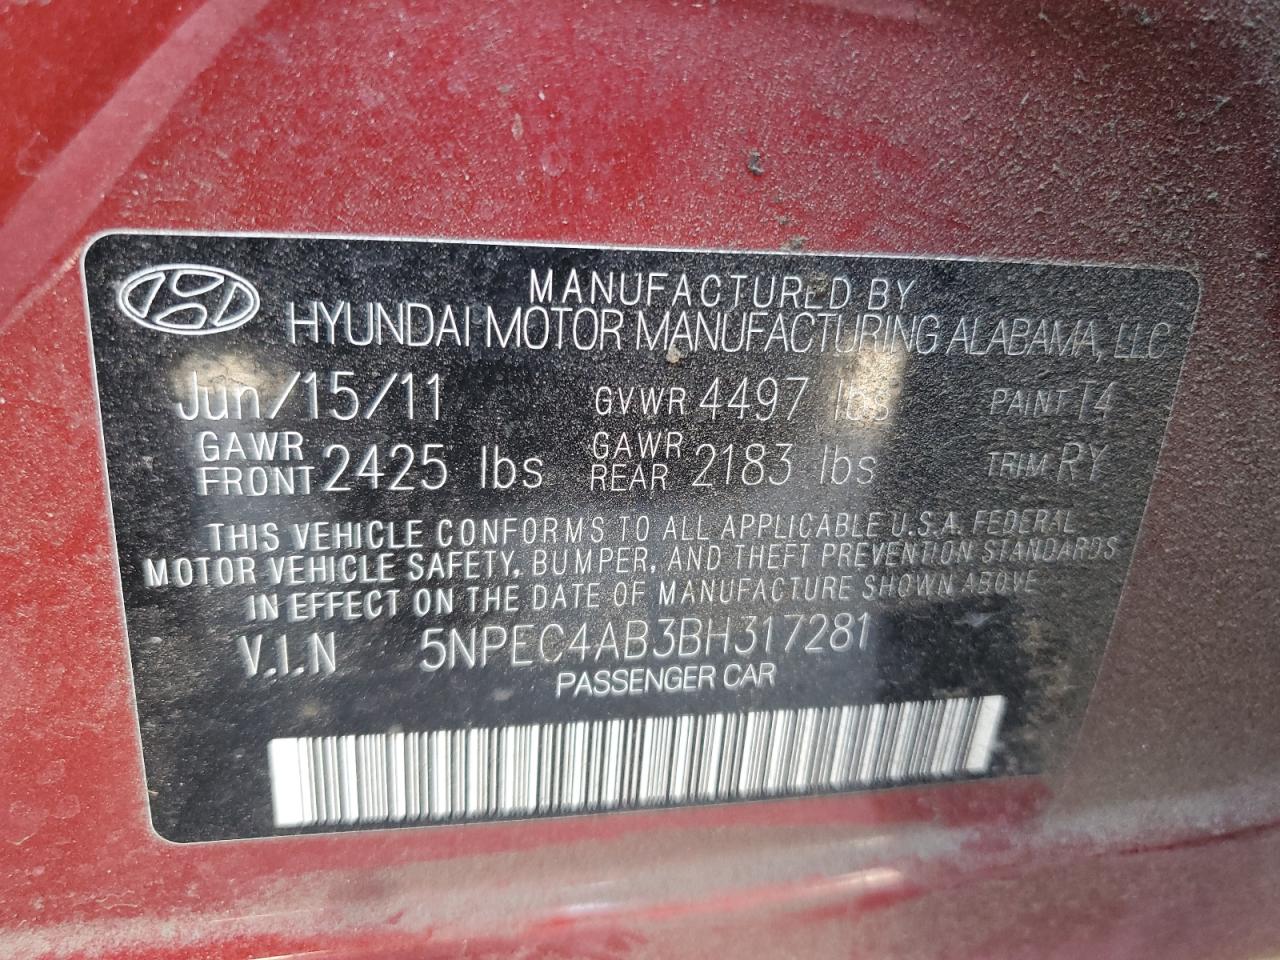 MANUFACTURED BY
HYUNDAI MOTOR MANUFACTURING ALABAMA, LLC
Jun/15/11 GVWR 4497 lbs PAINT T4
GAWR FRONT 2425 lbs GAWR REAR 2183 lbs TRIM RY
THIS VEHICLE CONFORMS TO ALL APPLICABLE U.S.A. FEDERAL
MOTOR VEHICLE SAFETY, BUMPER, AND THEFT PREVENTION STANDARDS
IN EFFECT ON THE DATE OF MANUFACTURE SHOWN ABOVE
V.I.N 5NPEC4AB3BH317281
PASSENGER CAR